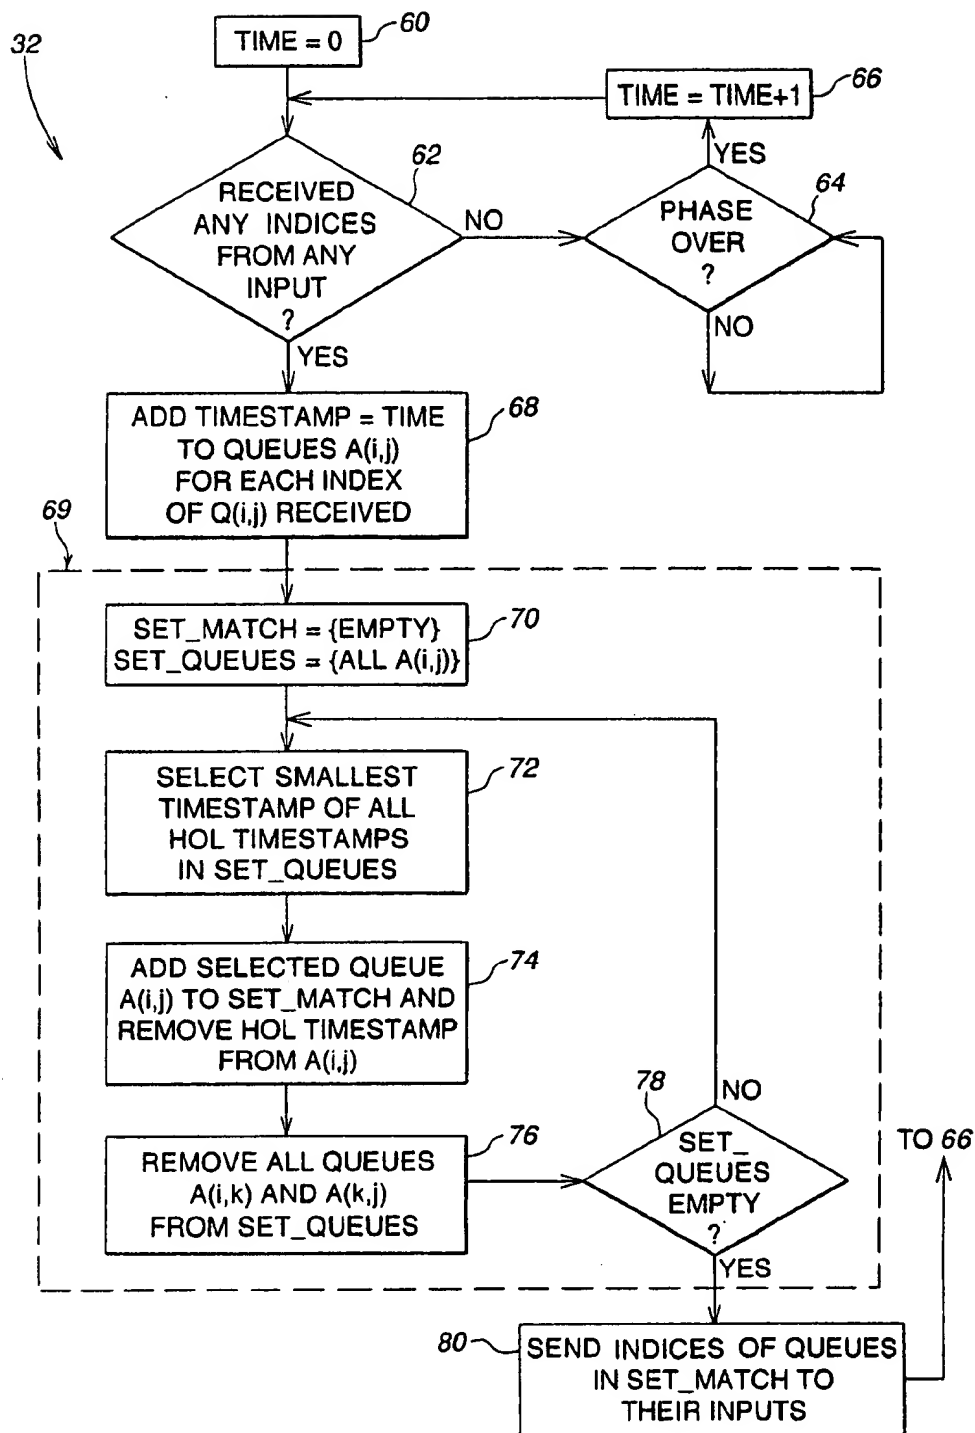 32
TIME = 0
60
TIME = TIME+1
66
YES
RECEIVED
ANY INDICES
FROM ANY
INPUT
?
62
NO
PHASE
OVER
?
64
NO
YES
ADD TIMESTAMP = TIME
TO QUEUES A(i,j)
FOR EACH INDEX
OF Q(i,j) RECEIVED
68
69
SET_MATCH = {EMPTY}
SET_QUEUES = {ALL A(i,j)}
70
SELECT SMALLEST
TIMESTAMP OF ALL
HOL TIMESTAMPS
IN SET_QUEUES
72
ADD SELECTED QUEUE
A(i,j) TO SET_MATCH AND
REMOVE HOL TIMESTAMP
FROM A(i,j)
74
REMOVE ALL QUEUES
A(i,k) AND A(k,j)
FROM SET_QUEUES
76
78
NO
SET_
QUEUES
EMPTY
?
YES
TO 66
80
SEND INDICES OF QUEUES
IN SET_MATCH TO
THEIR INPUTS